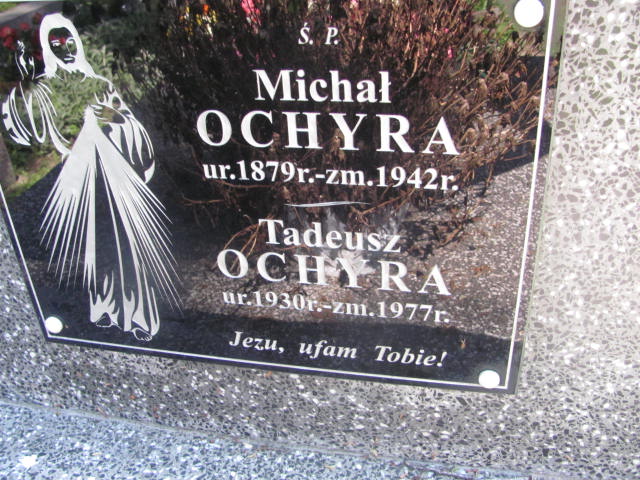 Ś. P.
Michał
OCHYRA
ur.1879r.-zm.1942r.
Tadeusz
OCHYRA
ur.1930r.-zm.1977r.
Jezu, ufam Tobie!